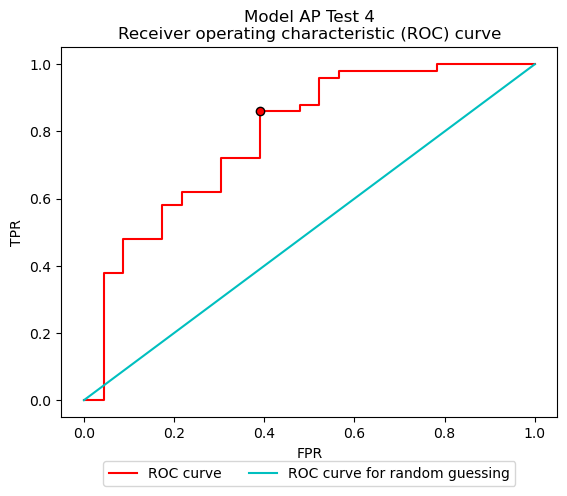 Model AP Test 4
Receiver operating characteristic (ROC) curve
TPR
1.0
0.8
0.6
0.4
0.2
0.0
0.0 0.2 0.4 0.6 0.8 1.0
FPR
ROC curve ROC curve for random guessing